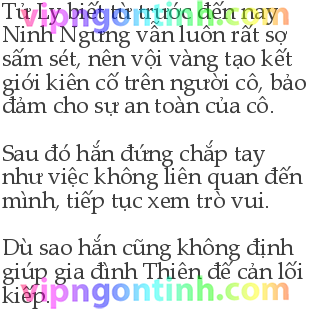 Tử Ly biết từ trước đến nay
vipngontinh.com
Ninh Ngưng vẫn luôn rất sợ
sấm sét, nên vội vàng tạo kết
giới kiên cố trên người cô, bảo
đảm cho sự an toàn của cô.
Sau đó hắn đứng chắp tay
như việc không liên quan đến
mình, tiếp tục xem trò vui.
Dù sao hắn cũng không định
giúp gia đình Thiên đế cản lối
kiếp.
vipngontinh.com